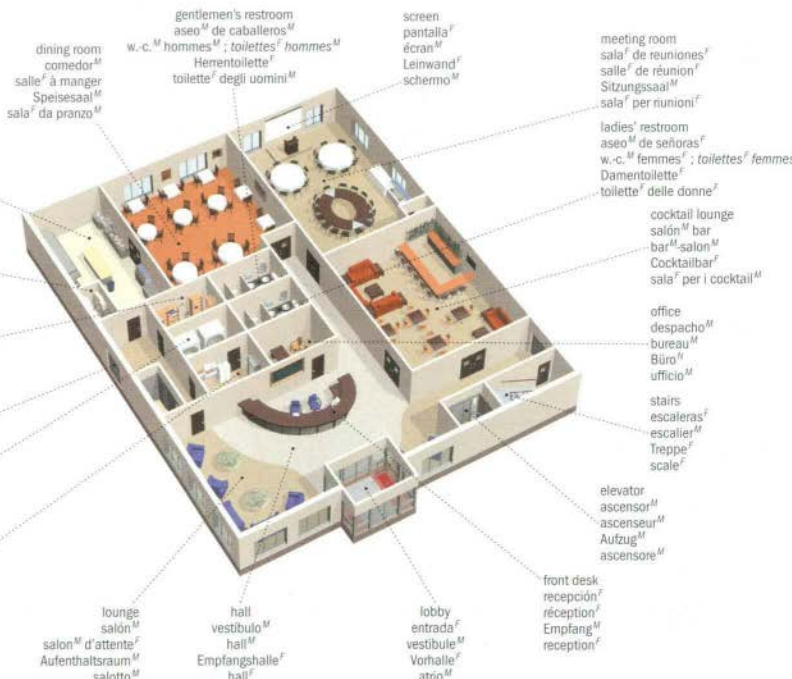 gentlemen's restroom
aseoᴹ de caballerosᴹ
w.-c.ᴹ hommesᴹ ; toilettesᶠ hommesᴹ
Herrentoiletteᶠ
toiletteᶠ degli uominiᴹ
screen
pantallaᶠ
écranᴹ
Leinwandᶠ
schermoᴹ
dining room
comedorᴹ
salleᶠ à manger
Speisesaalᴹ
salaᶠ da pranzoᴹ
meeting room
salaᶠ de reunionesᶠ
salleᶠ de réunionᶠ
Sitzungssaalᴹ
salaᶠ per riunioniᶠ
ladies' restroom
aseoᴹ de señorasᶠ
w.-c.ᴹ femmesᶠ ; toilettesᶠ femmes
Damentoiletteᶠ
toiletteᶠ delle donneᶠ
cocktail lounge
salónᴹ bar
barᴹ-salonᴹ
Cocktailbarᶠ
salaᶠ per i cocktailᴹ
office
despachoᴹ
bureauᴹ
Büroᴺ
ufficioᴹ
stairs
escalerasᶠ
escalierᴹ
Treppeᶠ
scaleᶠ
elevator
ascensorᴹ
ascenseurᴹ
Aufzugᴹ
ascensoreᴹ
front desk
recepciónᶠ
réceptionᶠ
Empfangᴹ
receptionᶠ
lobby
entradaᶠ
vestibuleᴹ
Vorhalleᶠ
atrioᴹ
hall
vestíbuloᴹ
hallᴹ
Empfangshalleᶠ
hallᶠ
lounge
salónᴹ
salonᴹ d'attenteᶠ
Aufenthaltsraumᴹ
salottoᴹ